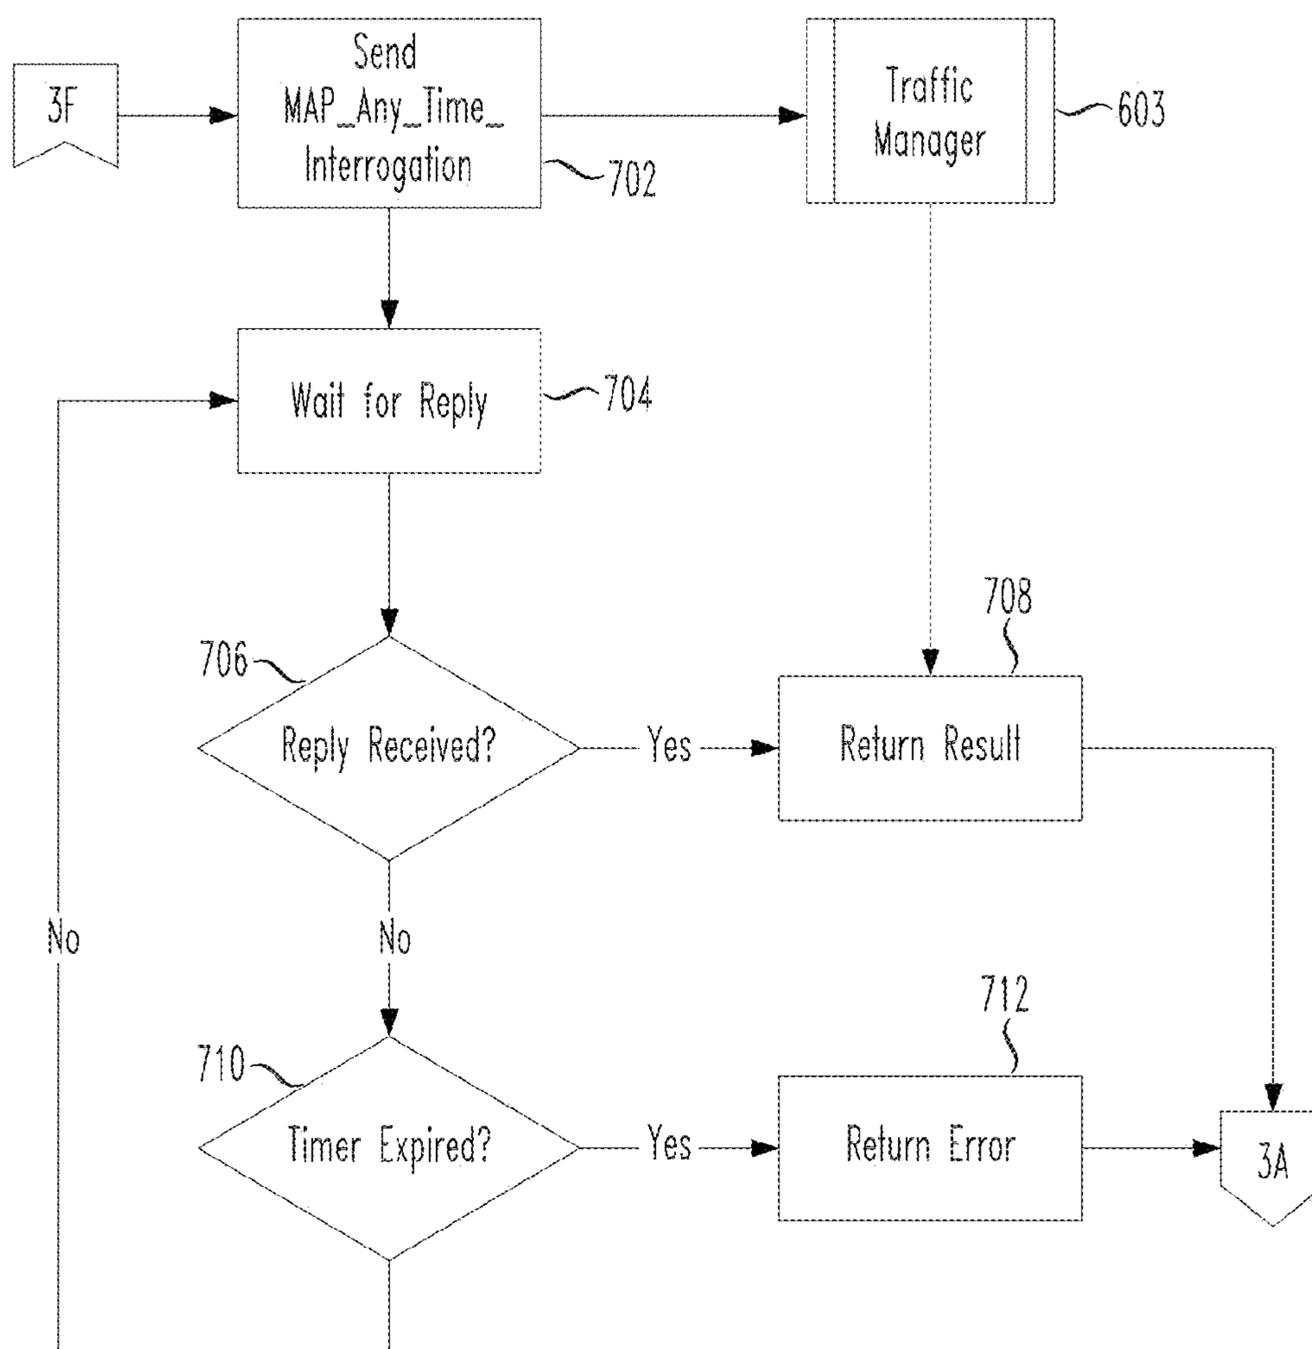 3F
Send
MAP_Any_Time_
Interrogation
702
Traffic
Manager
603
Wait for Reply
704
706
Reply Received?
Yes
708
Return Result
No
No
710
Timer Expired?
Yes
712
Return Error
3A